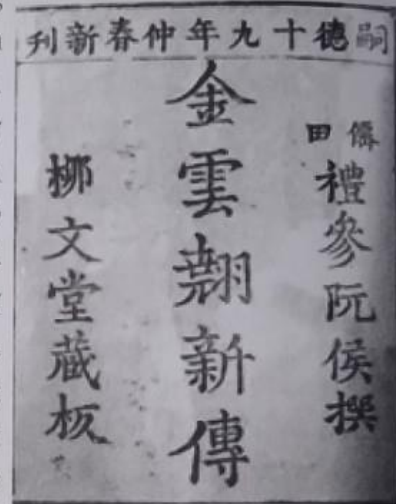 嗣德十九年仲春新刊
僊田
禮參阮侯撰
金雲翹新傳
柳文堂藏板